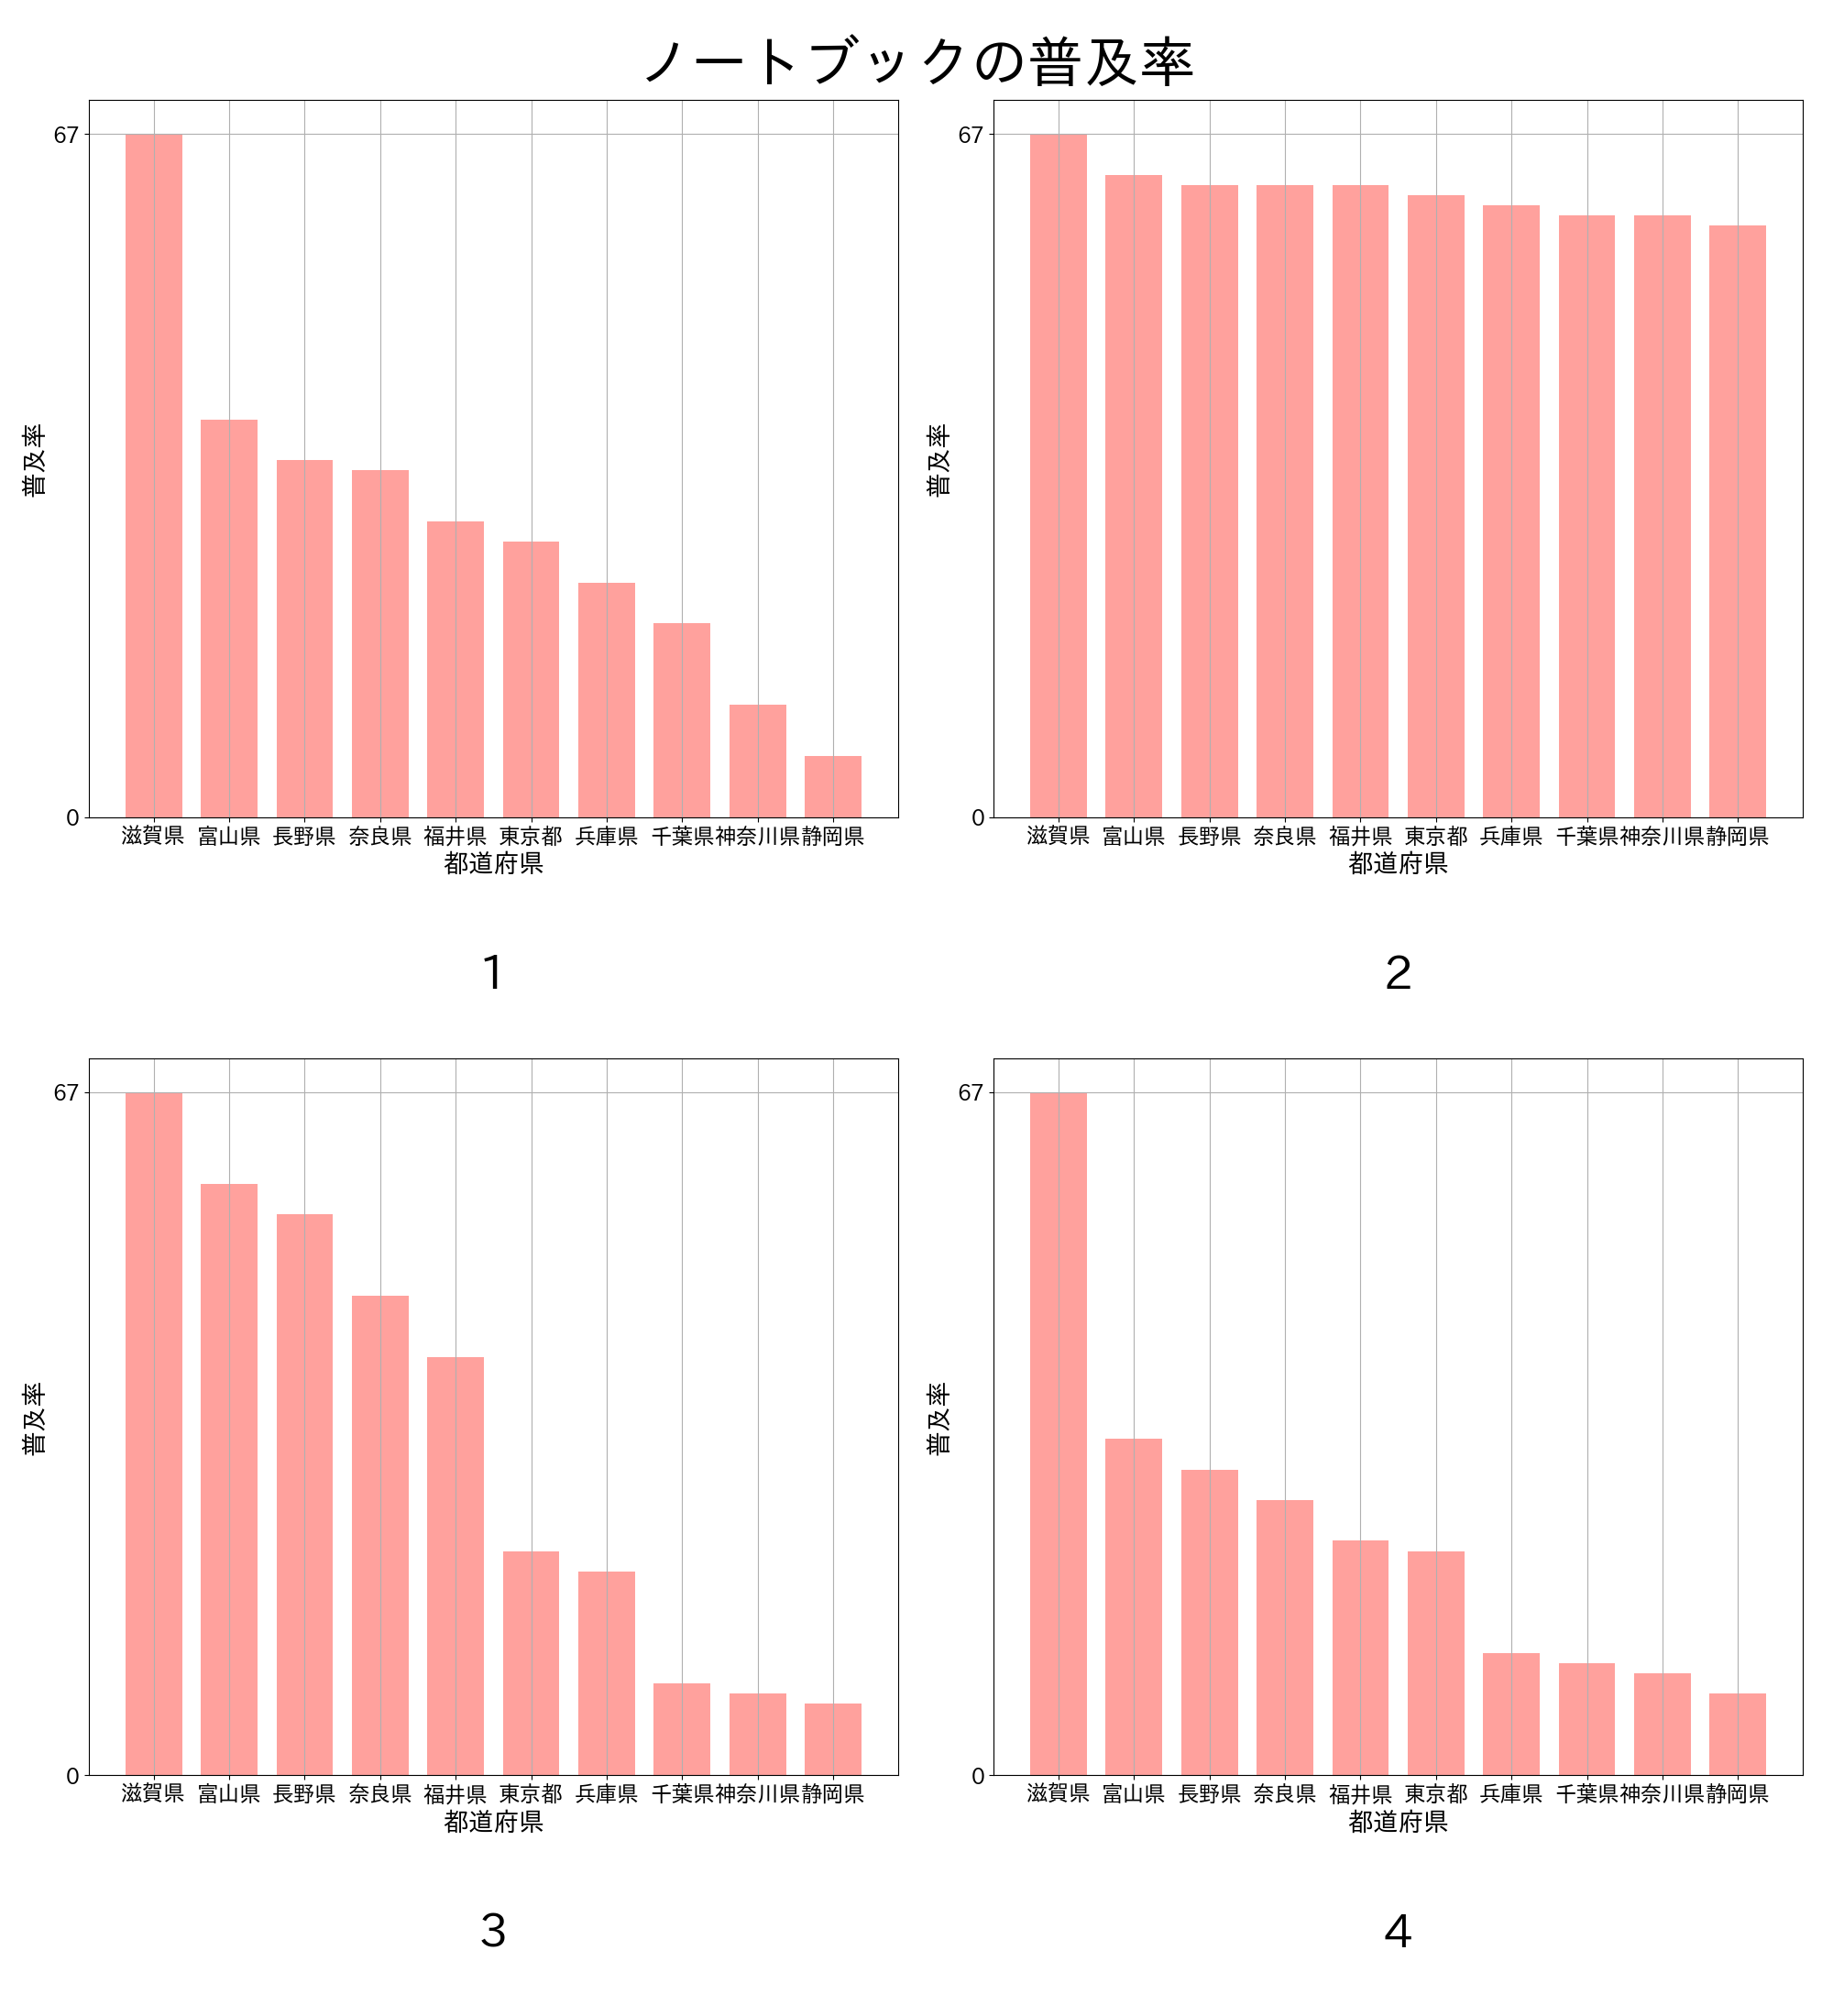 ノートブックの普及率
67
普及率
0
滋賀県 富山県 長野県 奈良県 福井県 東京都 兵庫県 千葉県 神奈川県 静岡県
都道府県
1
67
普及率
0
滋賀県 富山県 長野県 奈良県 福井県 東京都 兵庫県 千葉県 神奈川県 静岡県
都道府県
2
67
普及率
0
滋賀県 富山県 長野県 奈良県 福井県 東京都 兵庫県 千葉県 神奈川県 静岡県
都道府県
3
67
普及率
0
滋賀県 富山県 長野県 奈良県 福井県 東京都 兵庫県 千葉県 神奈川県 静岡県
都道府県
4